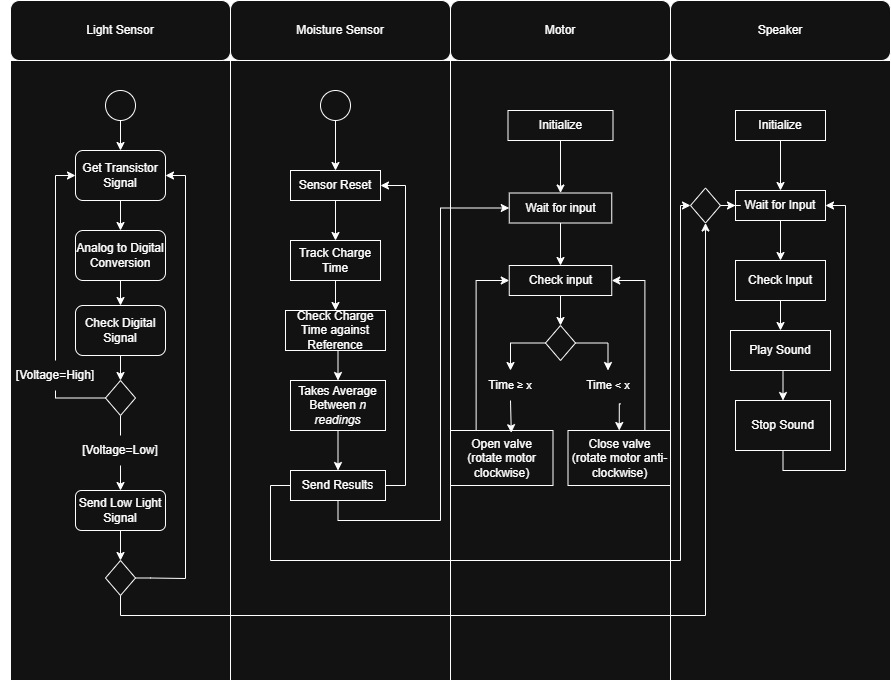 Light Sensor
Moisture Sensor
Motor
Speaker
Get Transistor
Signal
Analog to Digital
Conversion
Check Digital
Signal
[Voltage=High]
[Voltage=Low]
Send Low Light
Signal
Sensor Reset
Track Charge
Time
Check Charge
Time against
Reference
Takes Average
Between n
readings
Send Results
Initialize
Wait for input
Check input
Time ≥ x
Time < x
Open valve
(rotate motor
clockwise)
Close valve
(rotate motor anti-
clockwise)
Initialize
Wait for Input
Check Input
Play Sound
Stop Sound